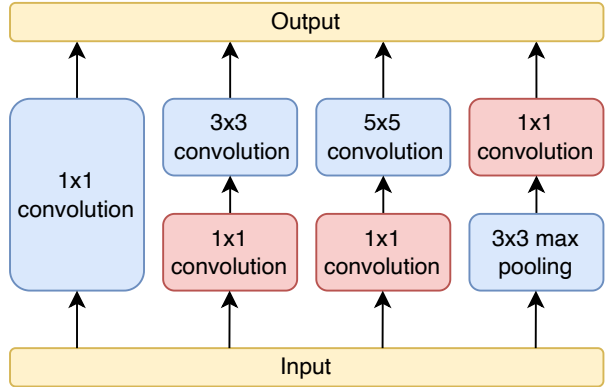 Output
1x1
convolution
3x3
convolution
5x5
convolution
1x1
convolution
1x1
convolution
1x1
convolution
3x3 max
pooling
Input